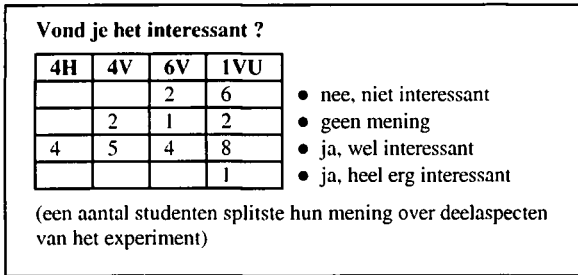 Vond je het interessant ?
4H 4V 6V 1VU
2 6 • nee, niet interessant
2 1 2 • geen mening
4 5 4 8 • ja, wel interessant
1 • ja, heel erg interessant
(een aantal studenten splitste hun mening over deelaspecten
van het experiment)